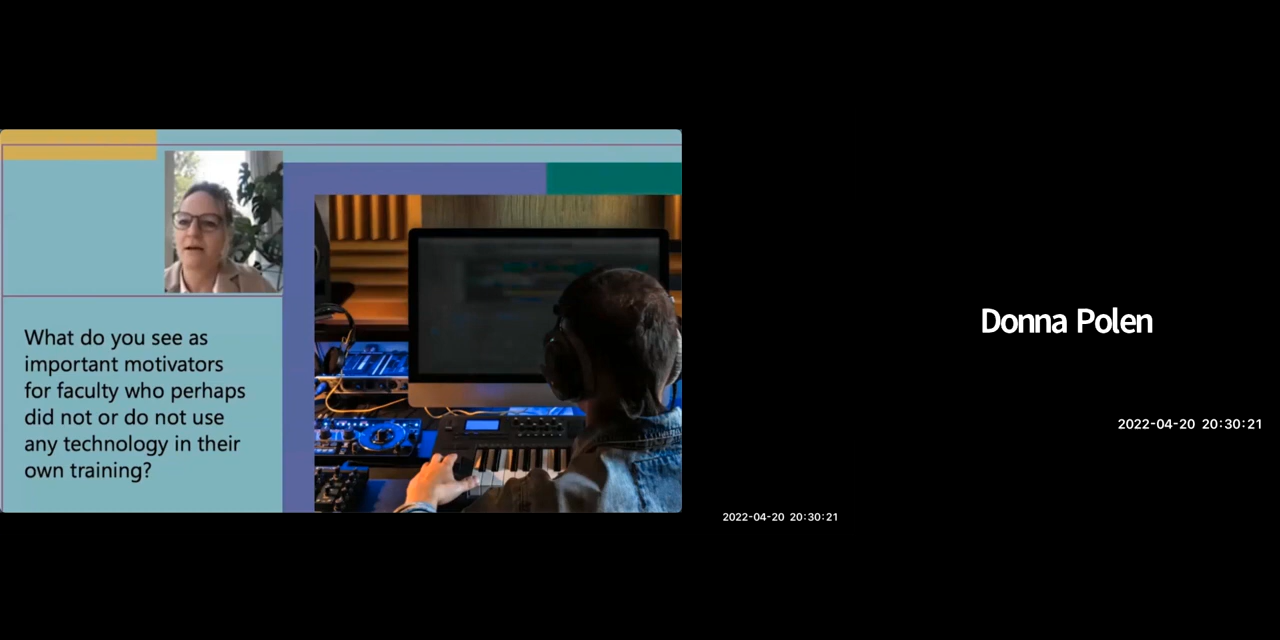 What do you see as
important motivators
for faculty who perhaps
did not or do not use
any technology in their
own training?
Donna Polen
2022-04-20 20:30:21
2022-04-20 20:30:21